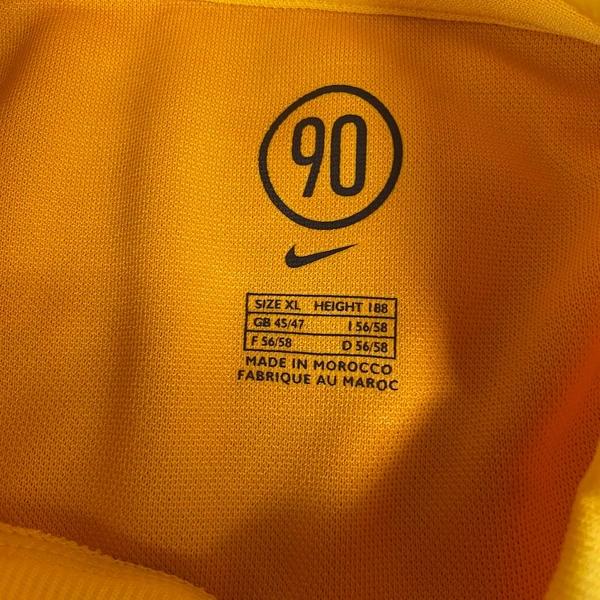 90
SIZE XL HEIGHT 188
GB 45/47 I 56/58
F 56/58 D 56/58
MADE IN MOROCCO
FABRIQUE AU MAROC